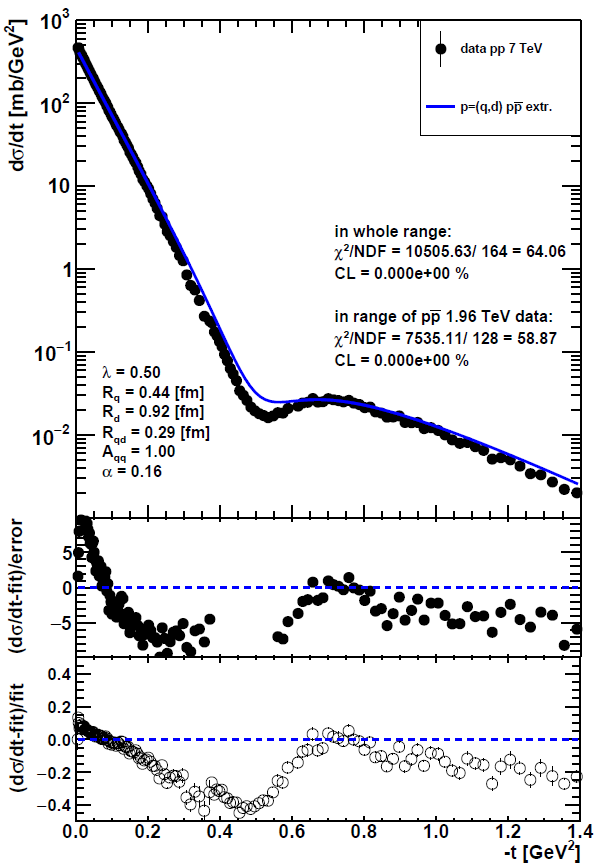 dσ/dt [mb/GeV²]
10³
10²
10
1
10⁻¹
10⁻²
data pp 7 TeV
p=(q,d) pp̅ extr.
in whole range:
χ²/NDF = 10505.63/ 164 = 64.06
CL = 0.000e+00 %
in range of pp̅ 1.96 TeV data:
χ²/NDF = 7535.11/ 128 = 58.87
CL = 0.000e+00 %
λ = 0.50
R_q = 0.44 [fm]
R_d = 0.92 [fm]
R_qd = 0.29 [fm]
A_qq = 1.00
α = 0.16
(dσ/dt-fit)/error
5
0
−5
(dσ/dt-fit)/fit
0.4
0.2
0.0
−0.2
−0.4
0.0 0.2 0.4 0.6 0.8 1.0 1.2 1.4
-t [GeV²]